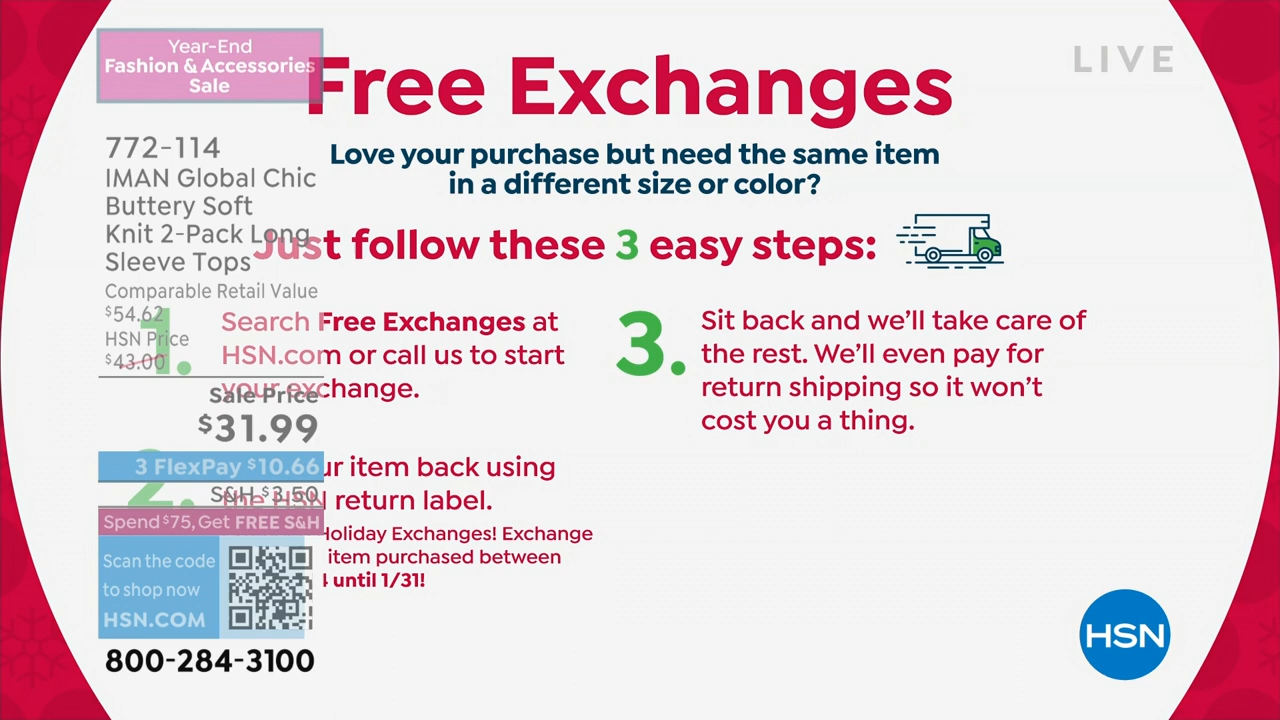 Year-End
Fashion & Accessories
Sale
772-114
IMAN Global Chic
Buttery Soft
Knit 2-Pack Long
Sleeve Tops
Comparable Retail Value
$54.62
HSN Price
$43.00
Sale Price
$31.99
3 FlexPay $10.66
S&H $3.50
Spend $75, Get FREE S&H
Scan the code
to shop now
HSN.COM
800-284-3100
Free Exchanges
Love your purchase but need the same item
in a different size or color?
Just follow these 3 easy steps:
1.
Search Free Exchanges at
HSN.com or call us to start
your exchange.
2.
item back using
the HSN return label.
Holiday Exchanges! Exchange
item purchased between
until 1/31!
3.
Sit back and we'll take care of
the rest. We'll even pay for
return shipping so it won't
cost you a thing.
LIVE
HSN